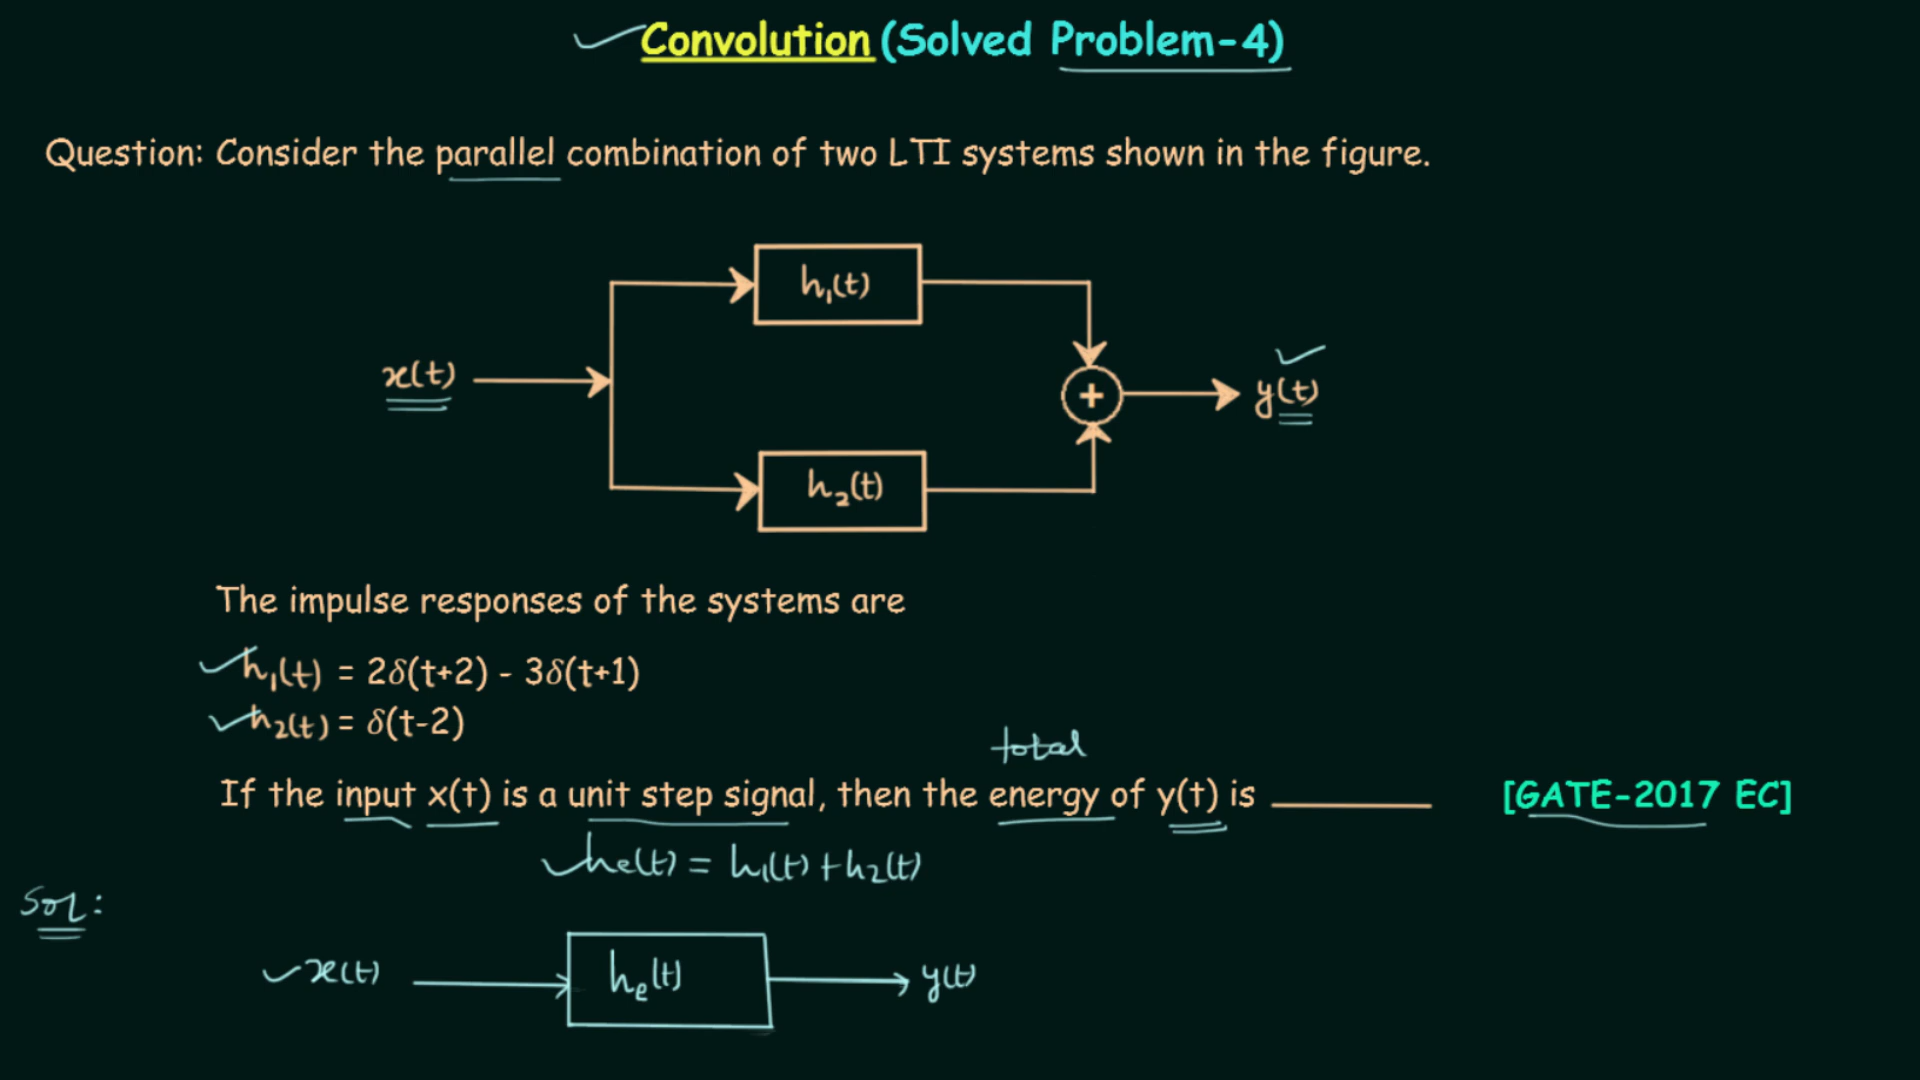 Convolution (Solved Problem-4)
Question: Consider the parallel combination of two LTI systems shown in the figure.
h₁(t)
x(t)
+
y(t)
h₂(t)
The impulse responses of the systems are
h₁(t) = 2δ(t+2) - 3δ(t+1)
h₂(t) = δ(t-2)
total
If the input x(t) is a unit step signal, then the energy of y(t) is ________ [GATE-2017 EC]
he(t) = h₁(t) + h₂(t)
Sol:
x(t)
hₑ(t)
y(t)